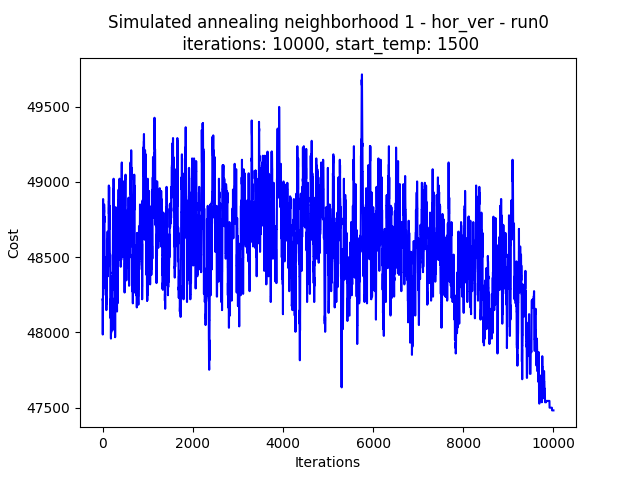 Simulated annealing neighborhood 1 - hor_ver - run0
iterations: 10000, start_temp: 1500
49500
49000
48500
48000
47500
Cost
0 2000 4000 6000 8000 10000
Iterations